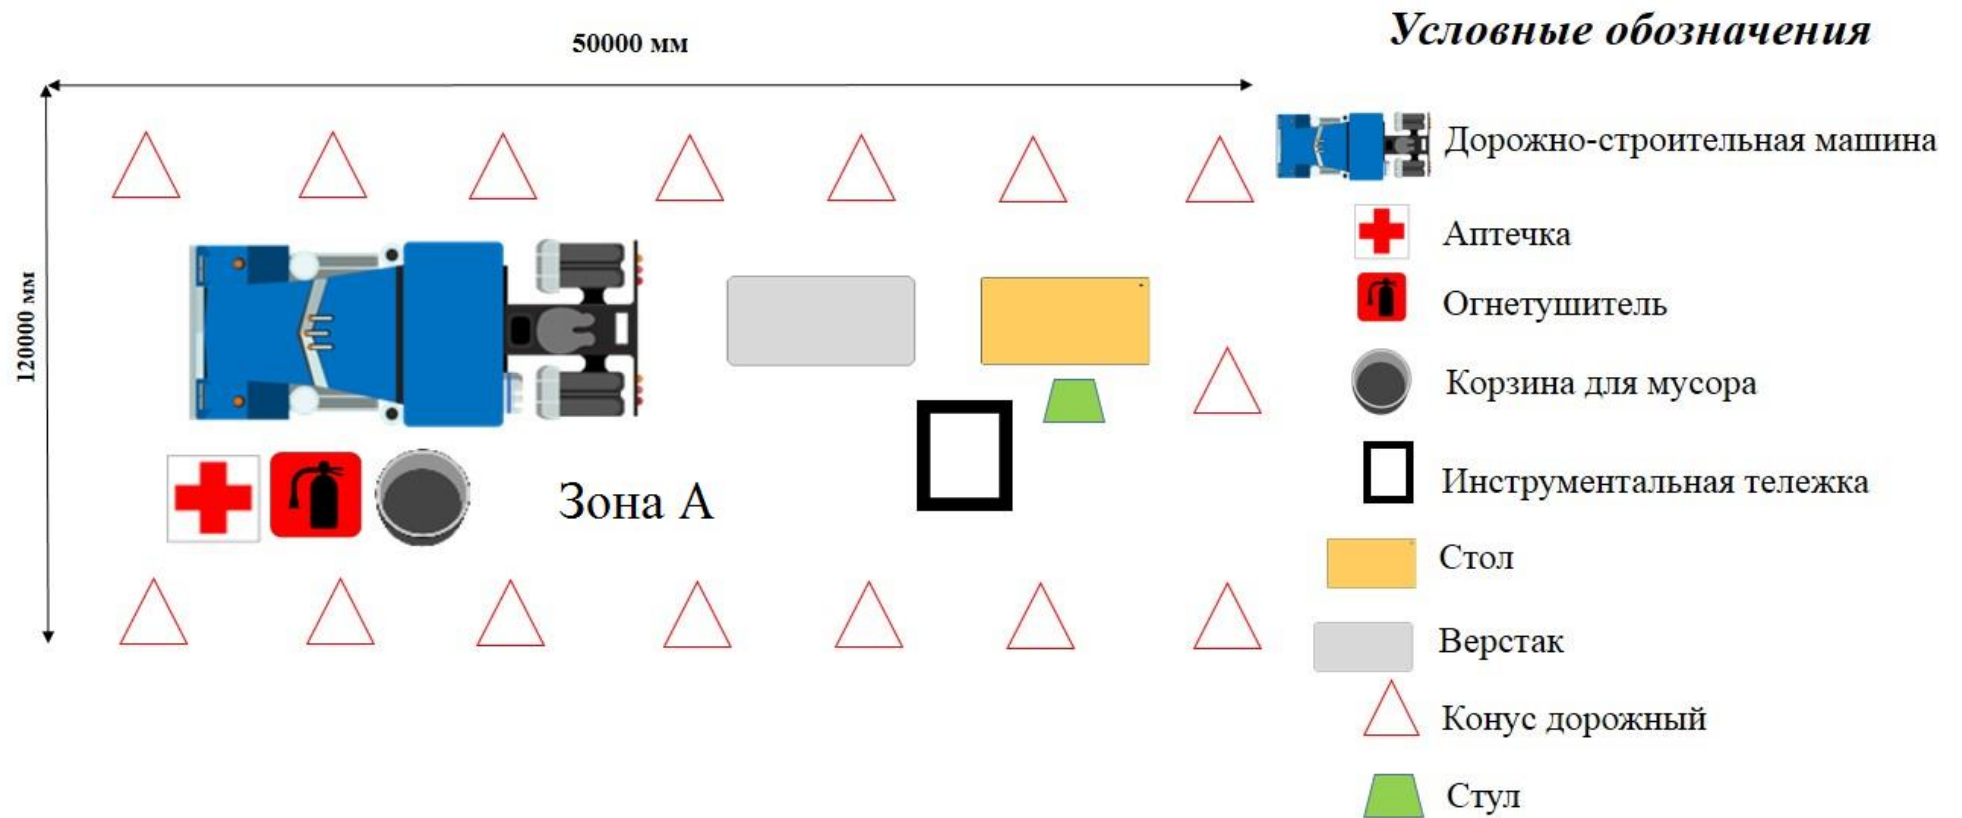 50000 мм
120000 мм
Зона А
Условные обозначения
Дорожно-строительная машина
Аптечка
Огнетушитель
Корзина для мусора
Инструментальная тележка
Стол
Верстак
Конус дорожный
Стул